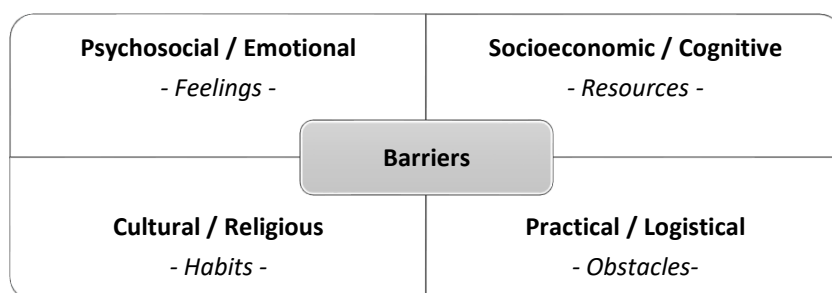 Psychosocial / Emotional
- Feelings -
Socioeconomic / Cognitive
- Resources -
Barriers
Cultural / Religious
- Habits -
Practical / Logistical
- Obstacles-